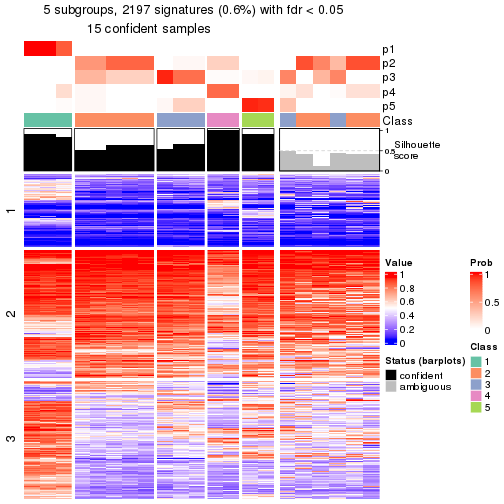 5 subgroups, 2197 signatures (0.6%) with fdr < 0.05
15 confident samples
p1
p2
p3
p4
p5
Class
1
0.5
0
Silhouette
score
1
2
3
Value
1
0.8
0.6
0.4
0.2
0
Prob
1
0.5
0
Status (barplots)
confident
ambiguous
Class
1
2
3
4
5